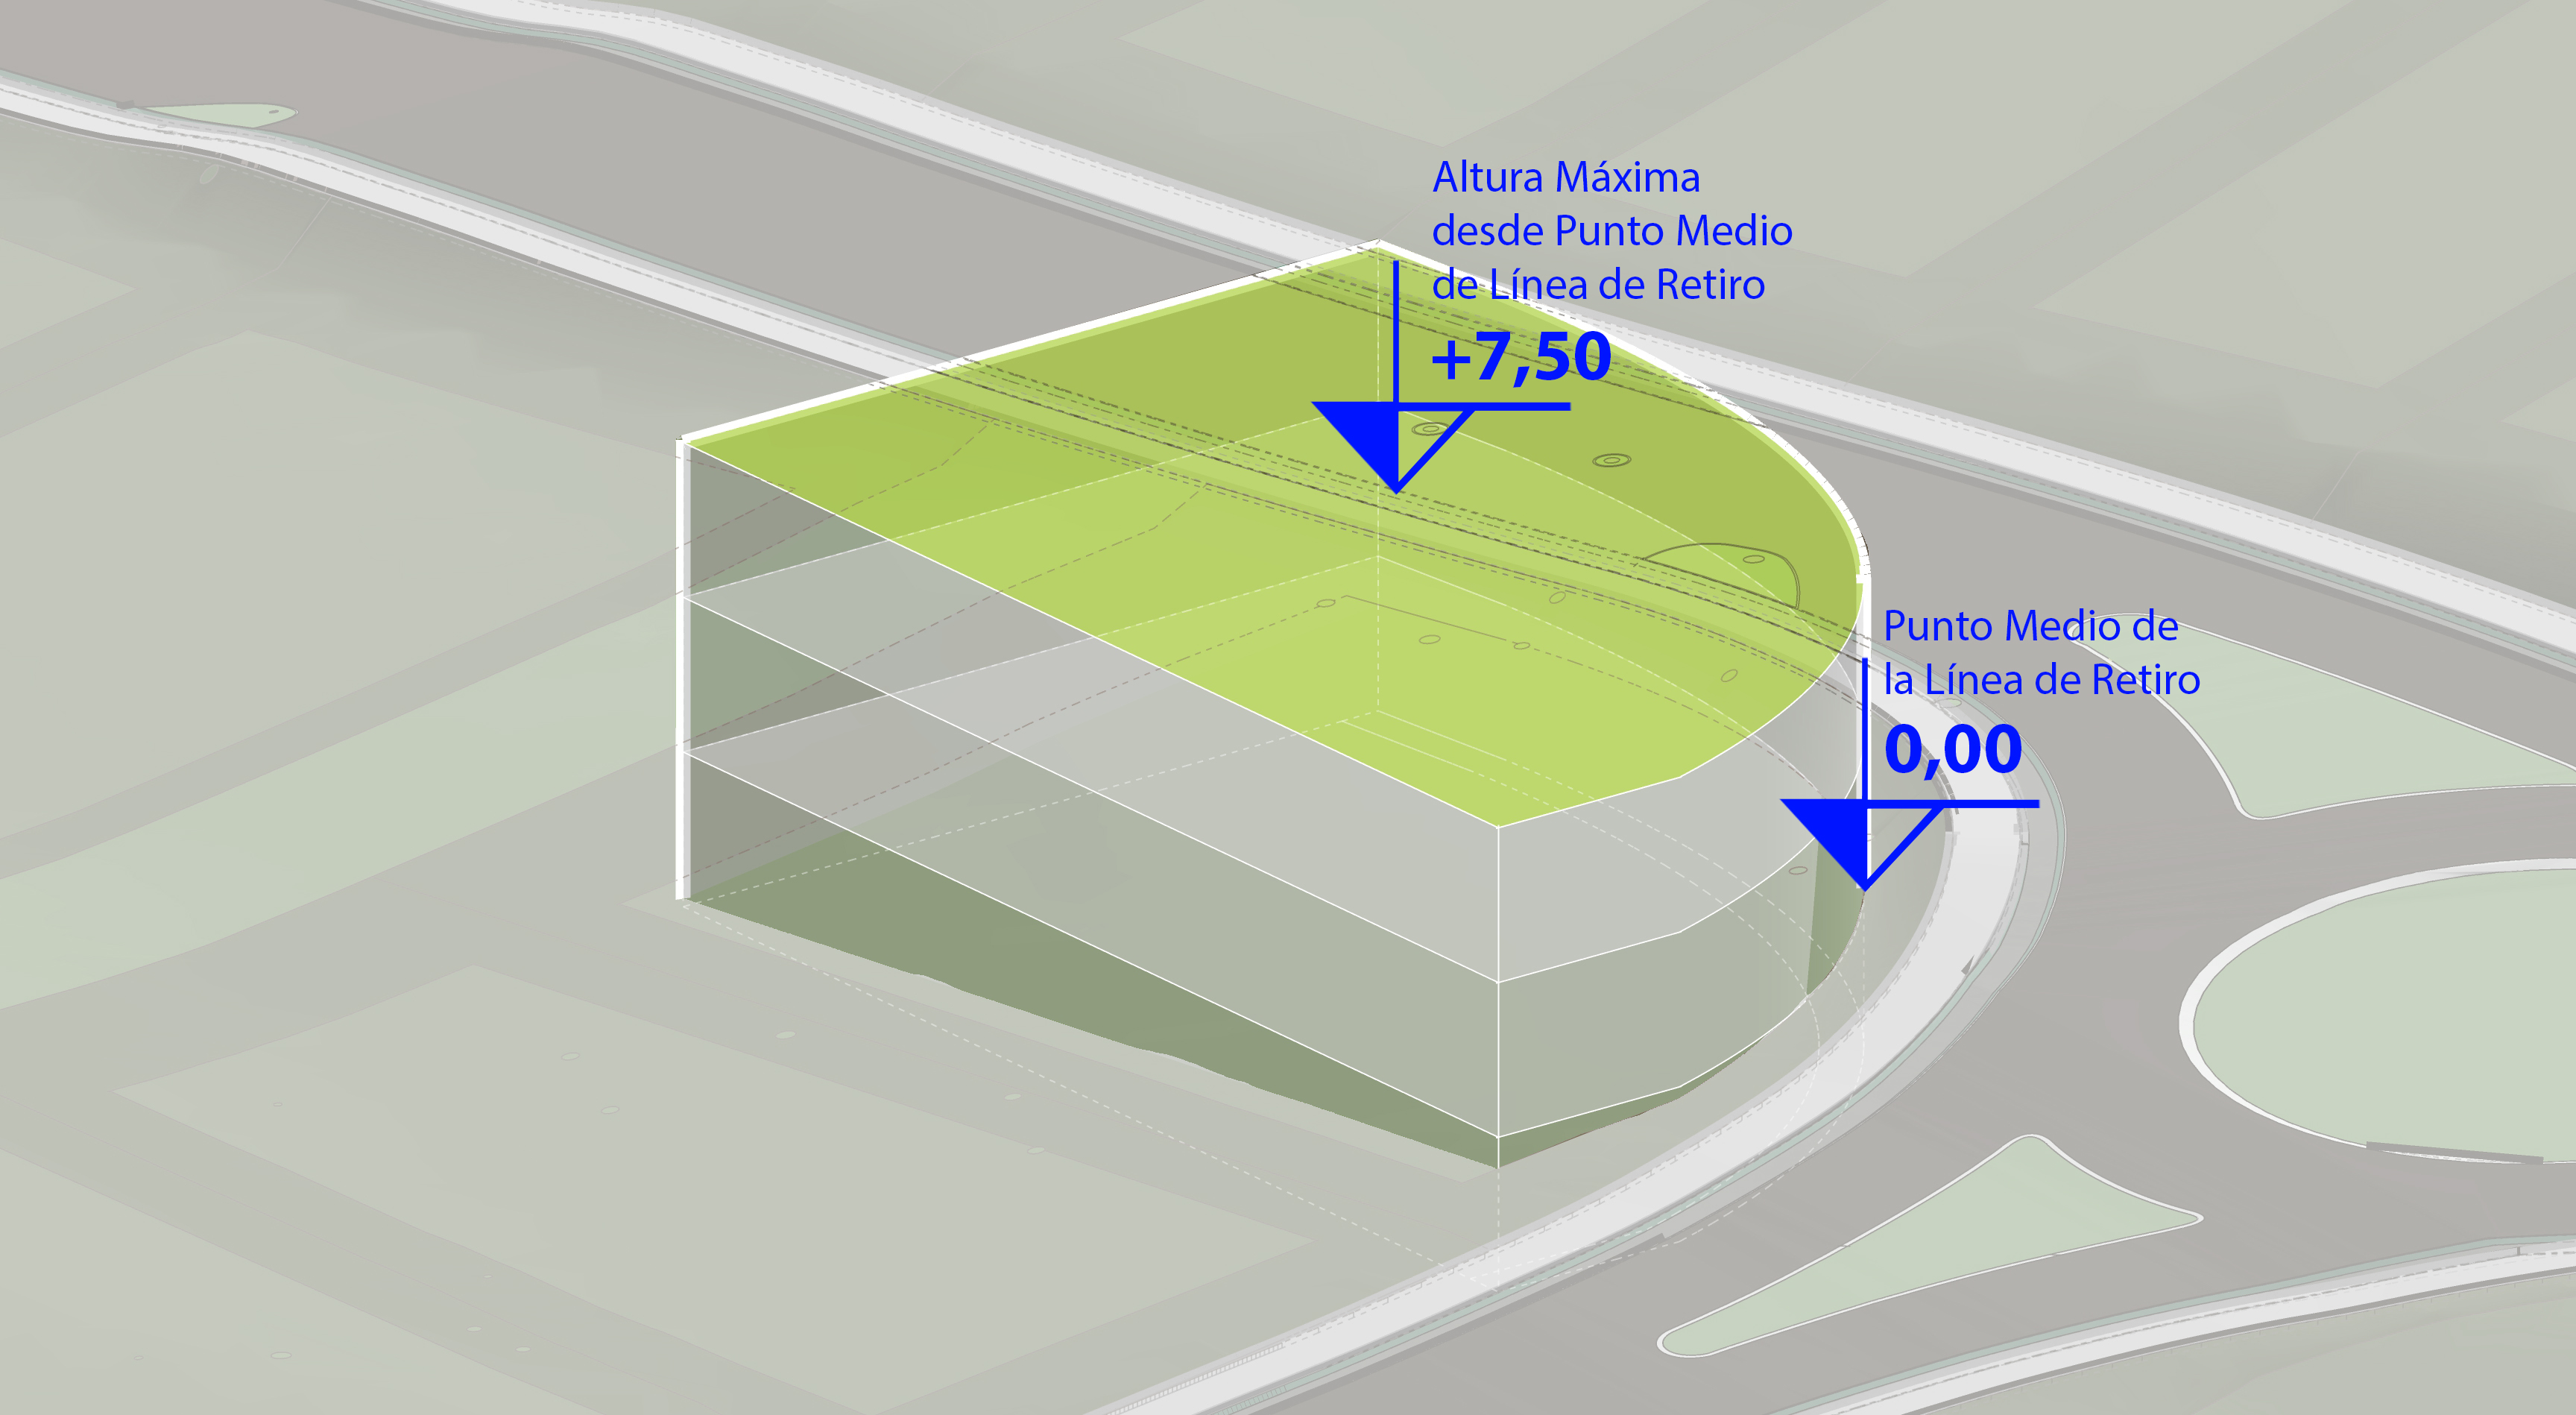 Altura Máxima
desde Punto Medio
de Línea de Retiro
+7,50
Punto Medio de
la Línea de Retiro
0,00